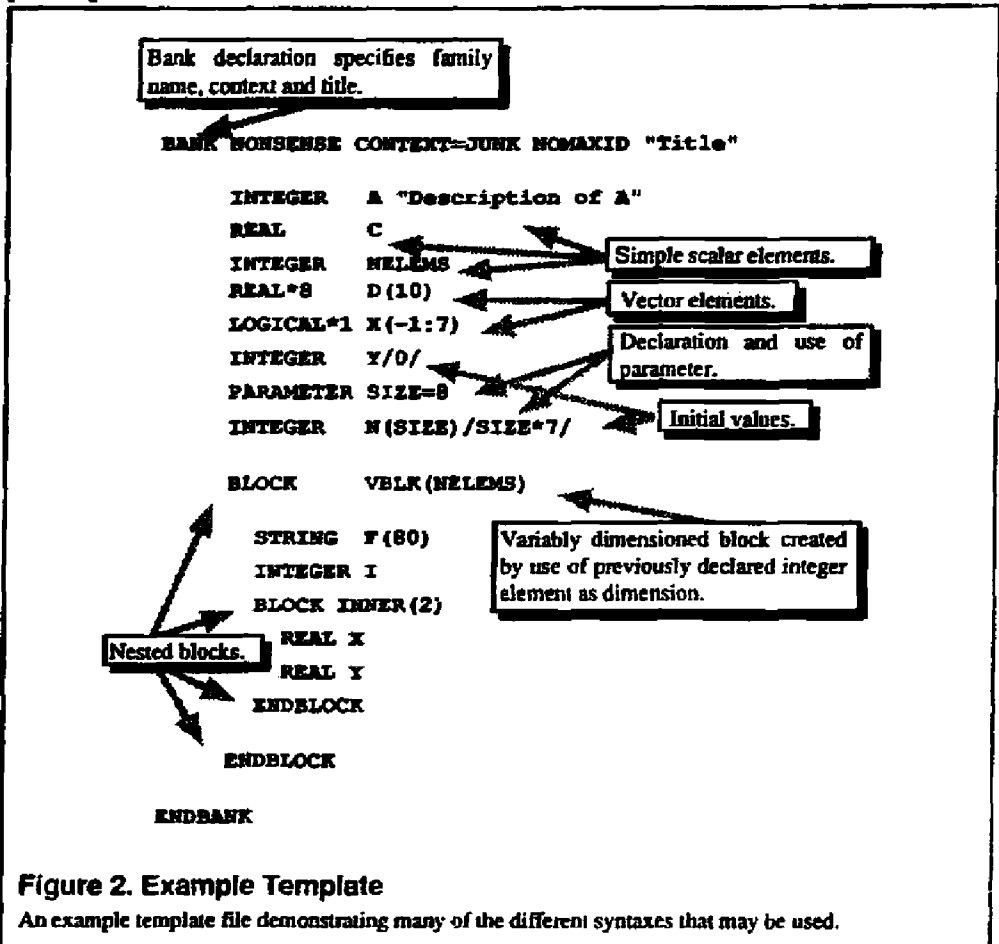 Bank declaration specifies family
name, context and title.
BANK NONSENSE CONTEXT=JUNK NOMAXID "Title"
INTEGER A "Description of A"
REAL C
INTEGER NELEMS
Simple scalar elements.
REAL*8 D(10)
Vector elements.
LOGICAL*1 X(-1:7)
Declaration and use of
parameter.
INTEGER Y/0/
PARAMETER SIZE=8
Initial values.
INTEGER N(SIZE)/SIZE*7/
BLOCK VBLK(NELEMS)
STRING F(80)
Variably dimensioned block created
by use of previously declared integer
element as dimension.
INTEGER I
BLOCK INNER(2)
REAL X
Nested blocks.
REAL Y
ENDBLOCK
ENDBLOCK
ENDBANK
Figure 2. Example Template
An example template file demonstrating many of the different syntaxes that may be used.